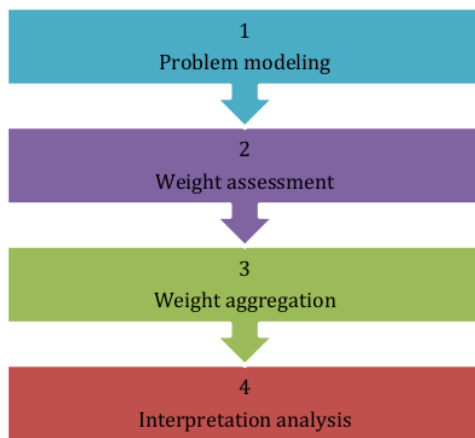 1
Problem modeling
2
Weight assessment
3
Weight aggregation
4
Interpretation analysis